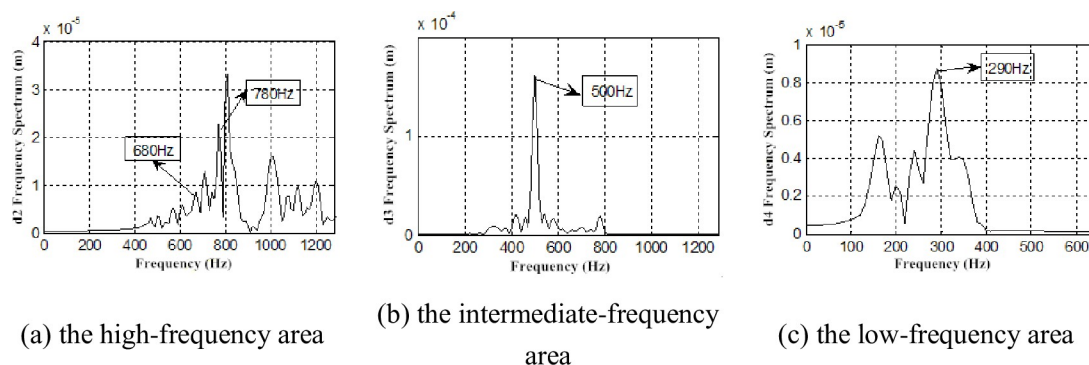 x 10⁻⁵
4
3
2
1
0
0 200 400 600 800 1000 1200
d2 Frequency Spectrum (m)
Frequency (Hz)
780Hz
680Hz
x 10⁻⁴
1
0
0 200 400 600 800 1000 1200
d3 Frequency Spectrum (m)
Frequency (Hz)
500Hz
x 10⁻⁵
1
0.8
0.6
0.4
0.2
0
0 100 200 300 400 500 600
d4 Frequency Spectrum (m)
Frequency (Hz)
290Hz
(a) the high-frequency area
(b) the intermediate-frequency
area
(c) the low-frequency area